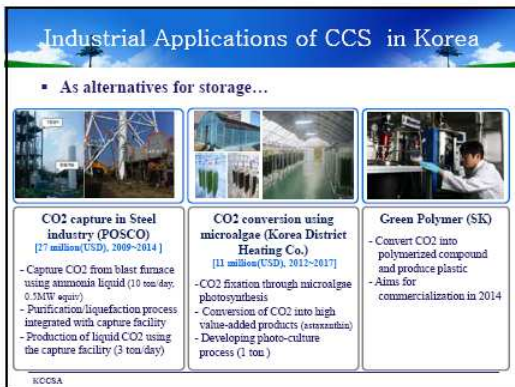 Industrial Applications of CCS in Korea
▪ As alternatives for storage…
CO2 capture in Steel
industry (POSCO)
[27 million(USD), 2009~2014 ]
- Capture CO2 from blast furnace
using ammonia liquid (10 ton/day,
0.5MW equiv)
- Purification/liquefaction process
integrated with capture facility
- Production of liquid CO2 using
the capture facility (3 ton/day)
CO2 conversion using
microalgae (Korea District
Heating Co.)
[11 million(USD), 2012~2017]
-CO2 fixation through microalgae
photosynthesis
- Conversion of CO2 into high
value-added products (astaxanthin)
- Developing photo-culture
process (1 ton )
Green Polymer (SK)
- Convert CO2 into
polymerized compound
and produce plastic
- Aims for
commercialization in 2014
KCCSA